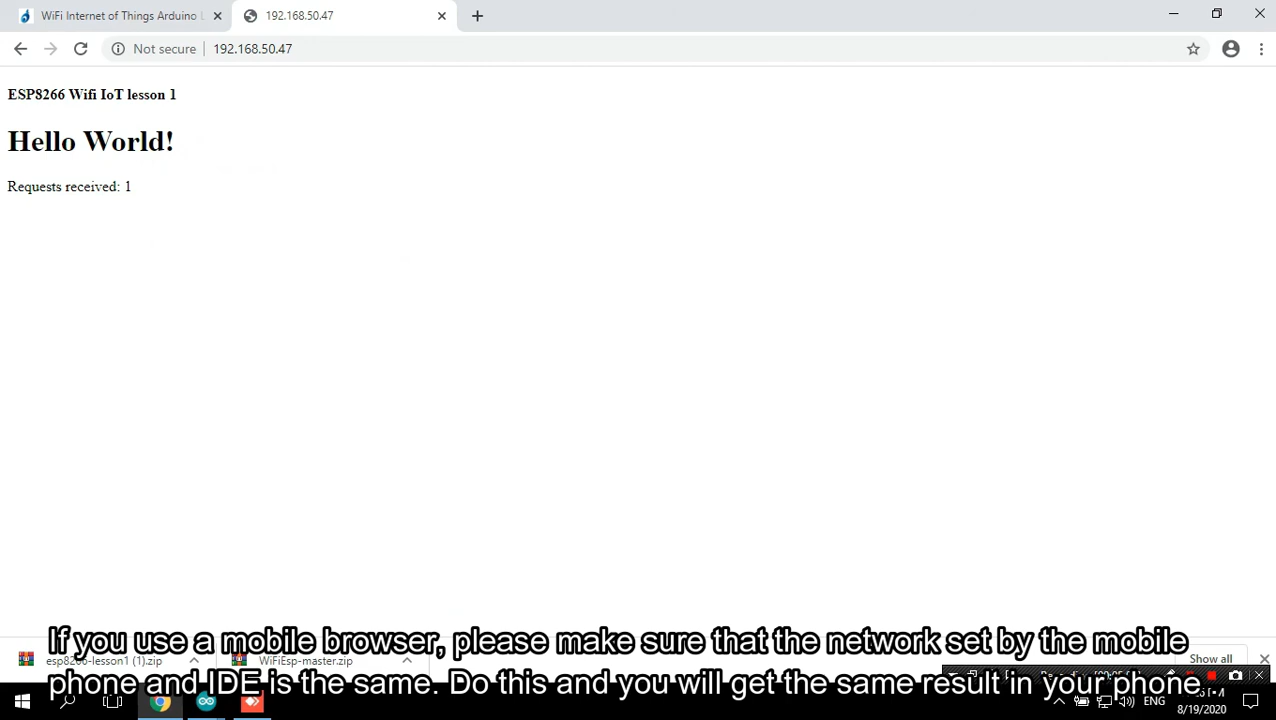 WiFi Internet of Things Arduino
192.168.50.47
Not secure
192.168.50.47
ESP8266 Wifi IoT lesson 1
Hello World!
Requests received: 1
If you use a mobile browser, please make sure that the network set by the mobile
phone and IDE is the same. Do this and you will get the same result in your phone
esp8266-lesson1 (1).zip
WiFiEsp-master.zip
Show all
ENG
8/19/2020